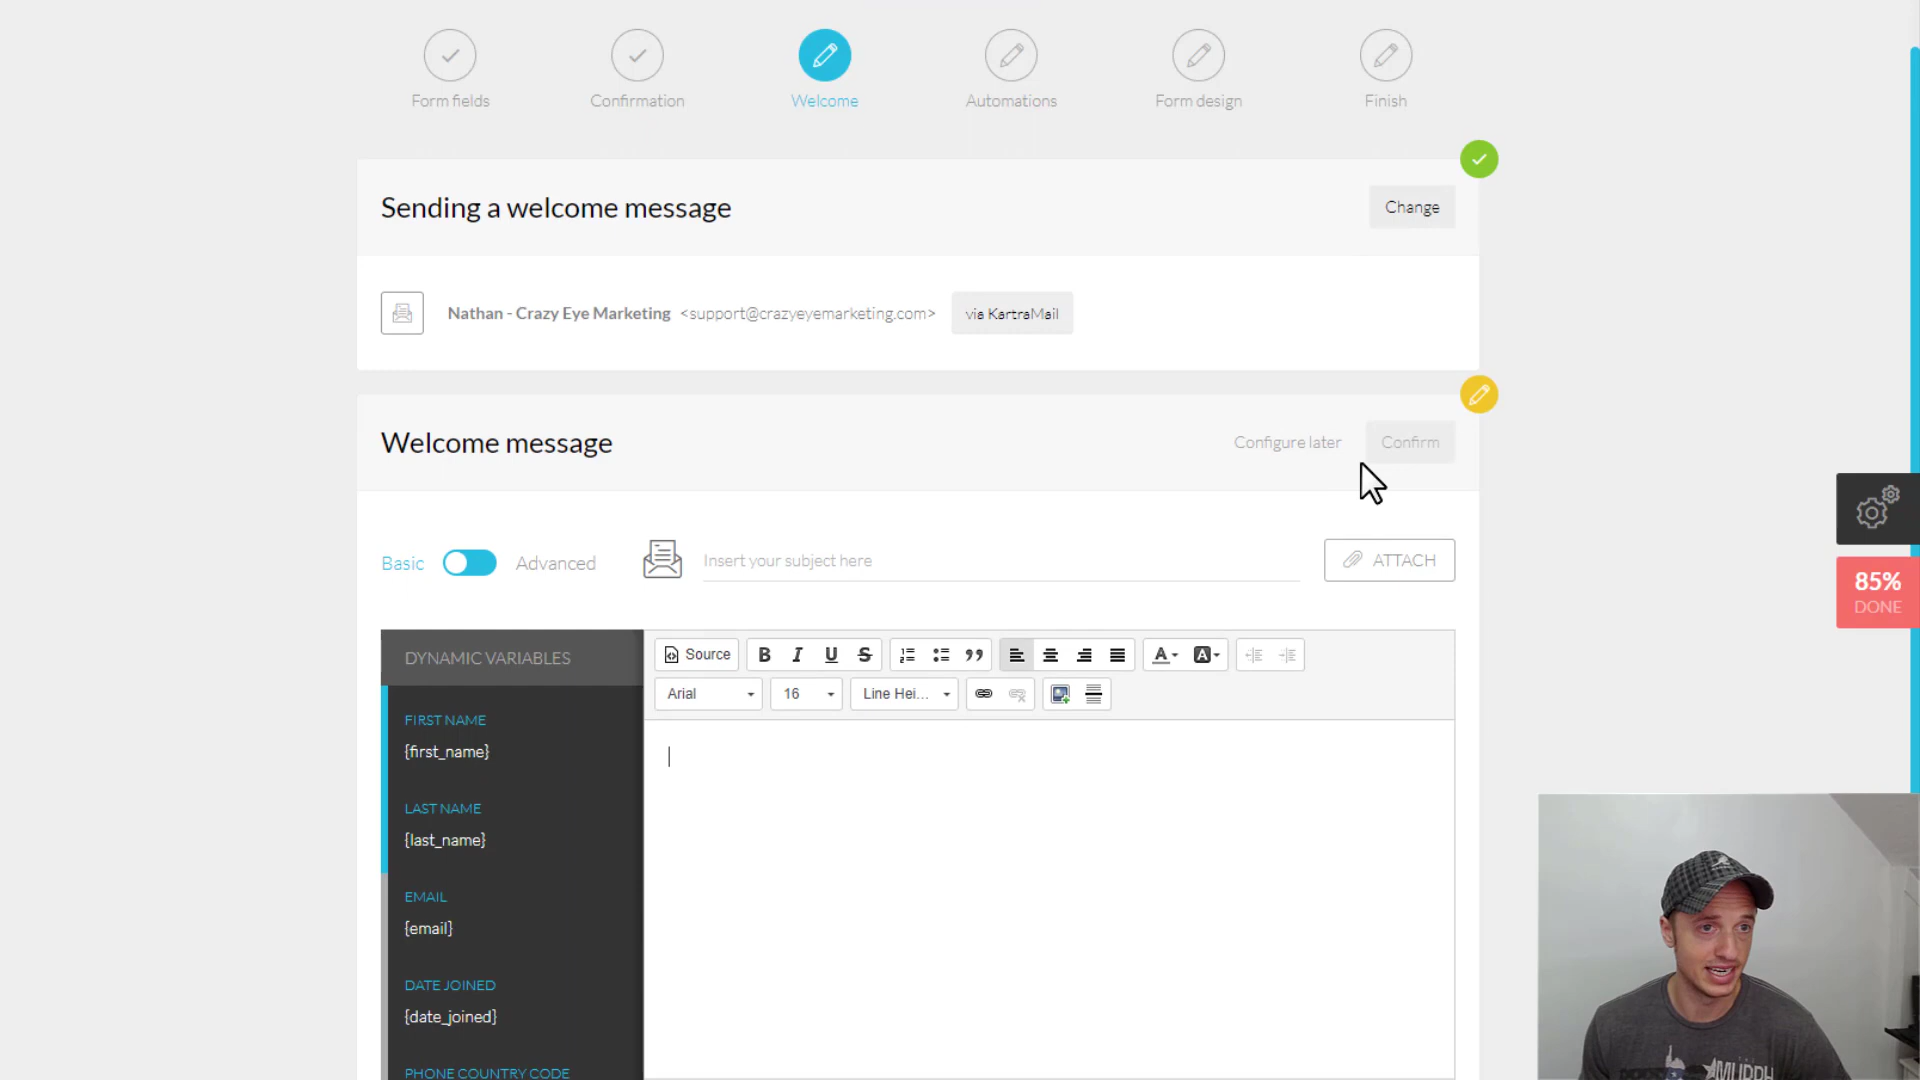 Form fields
Confirmation
Welcome
Automations
Form design
Finish
Sending a welcome message
Change
Nathan - Crazy Eye Marketing <support@crazyeyemarketing.com> via KartraMail
Welcome message
Configure later
Confirm
Basic
Advanced
Insert your subject here
ATTACH
85%
DONE
DYNAMIC VARIABLES
Source
B I U S
Arial
16
Line Hei...
FIRST NAME
{first_name}
LAST NAME
{last_name}
EMAIL
{email}
DATE JOINED
{date_joined}
PHONE COUNTRY CODE